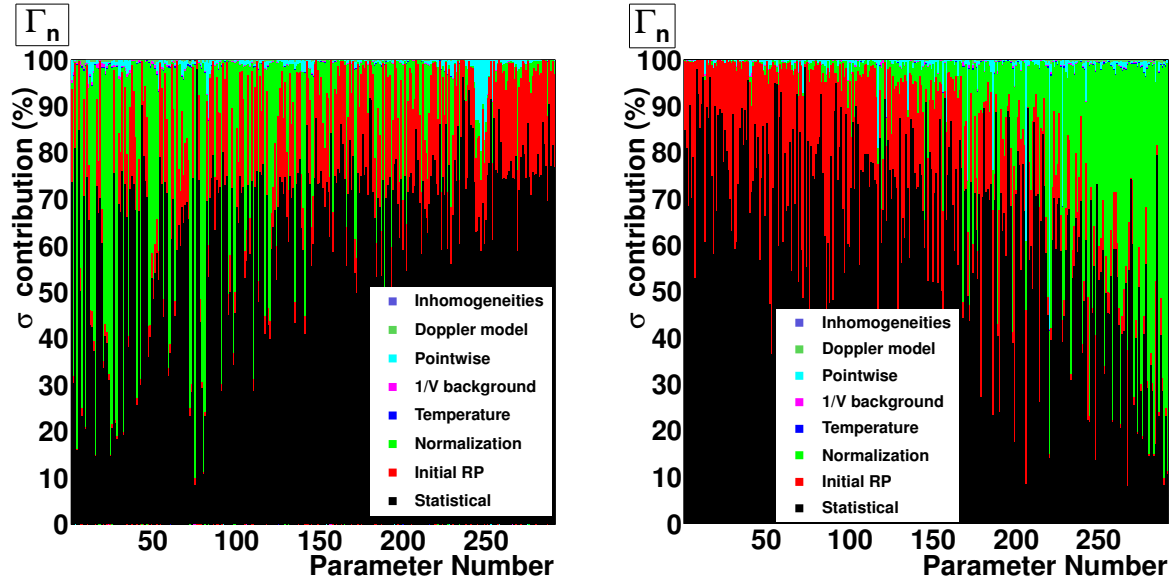 Γn
σ contribution (%)
100
90
80
70
60
50
40
30
20
10
0
Inhomogeneities
Doppler model
Pointwise
1/V background
Temperature
Normalization
Initial RP
Statistical
50 100 150 200 250
Parameter Number
Γn
σ contribution (%)
100
90
80
70
60
50
40
30
20
10
0
Inhomogeneities
Doppler model
Pointwise
1/V background
Temperature
Normalization
Initial RP
Statistical
50 100 150 200 250
Parameter Number